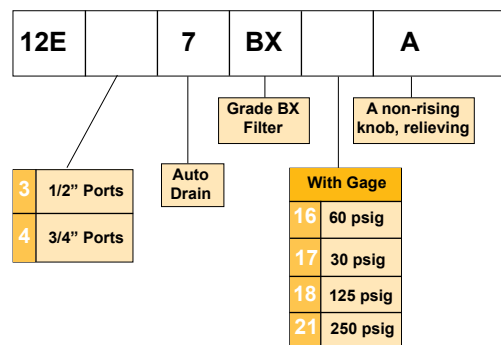 12E 7 BX A
Grade BX
Filter
A non-rising
knob, relieving
Auto
Drain
3 1/2” Ports
4 3/4” Ports
With Gage
16 60 psig
17 30 psig
18 125 psig
21 250 psig